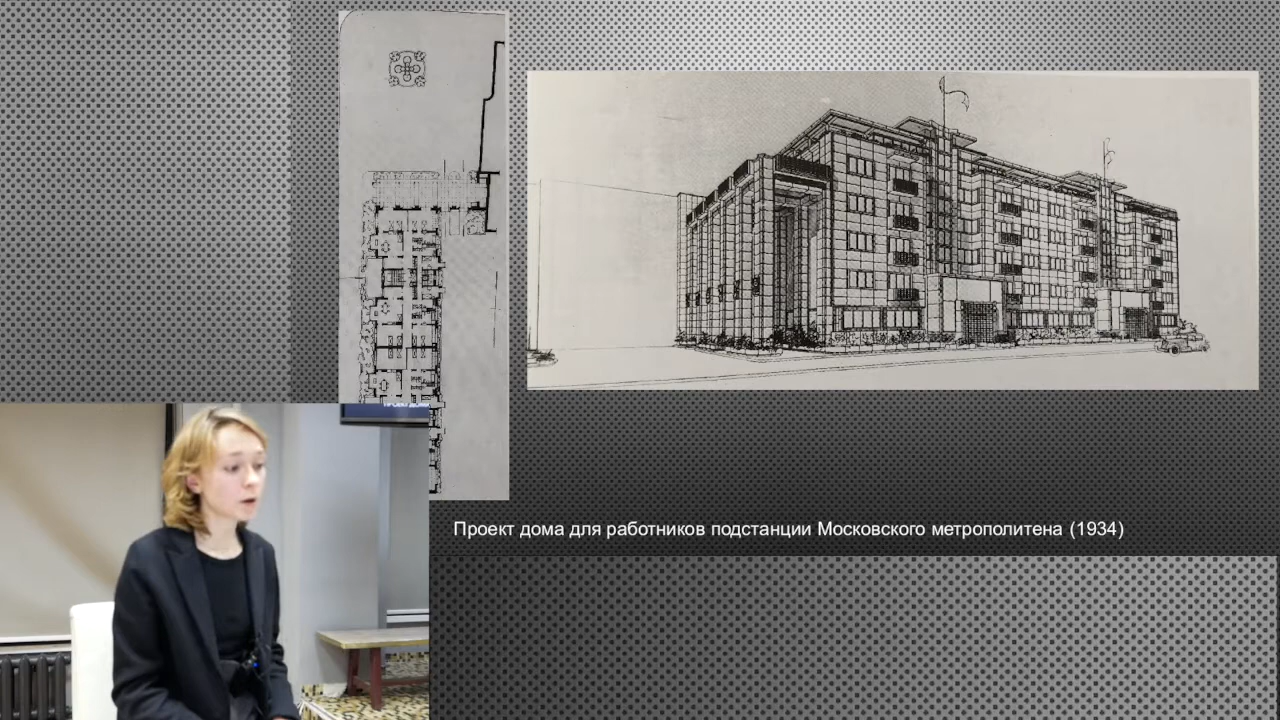 Проект дома для работников подстанции Московского метрополитена (1934)